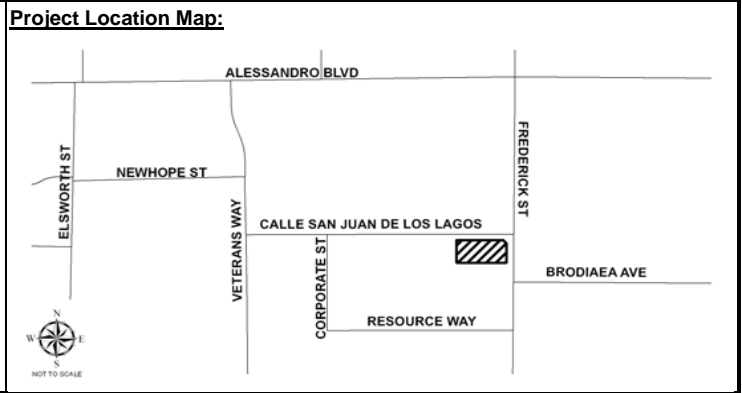 Project Location Map:
ALESSANDRO BLVD
FREDERICK ST
ELSWORTH ST
NEWHOPE ST
VETERANS WAY
CALLE SAN JUAN DE LOS LAGOS
CORPORATE ST
BRODIAEA AVE
RESOURCE WAY
N
W
E
S
NOT TO SCALE